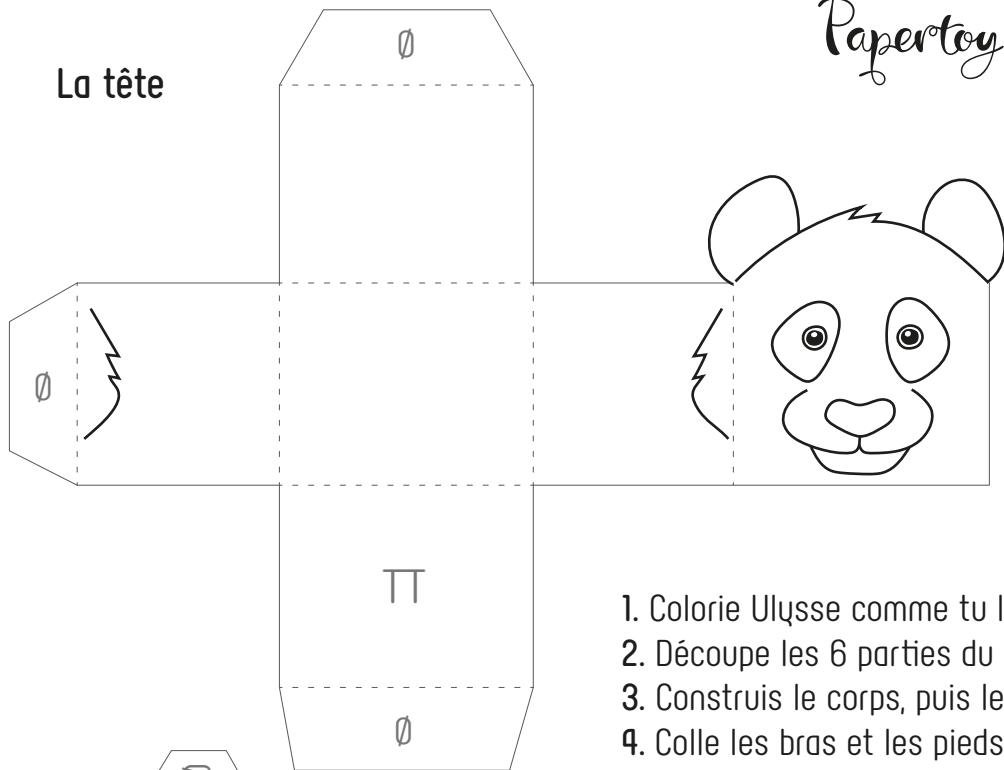 Papertoy
Ø
La tête
Ø
TT
1. Colorie Ulysse comme tu l
2. Découpe les 6 parties du
3. Construis le corps, puis le
4. Colle les bras et les pieds
Ø